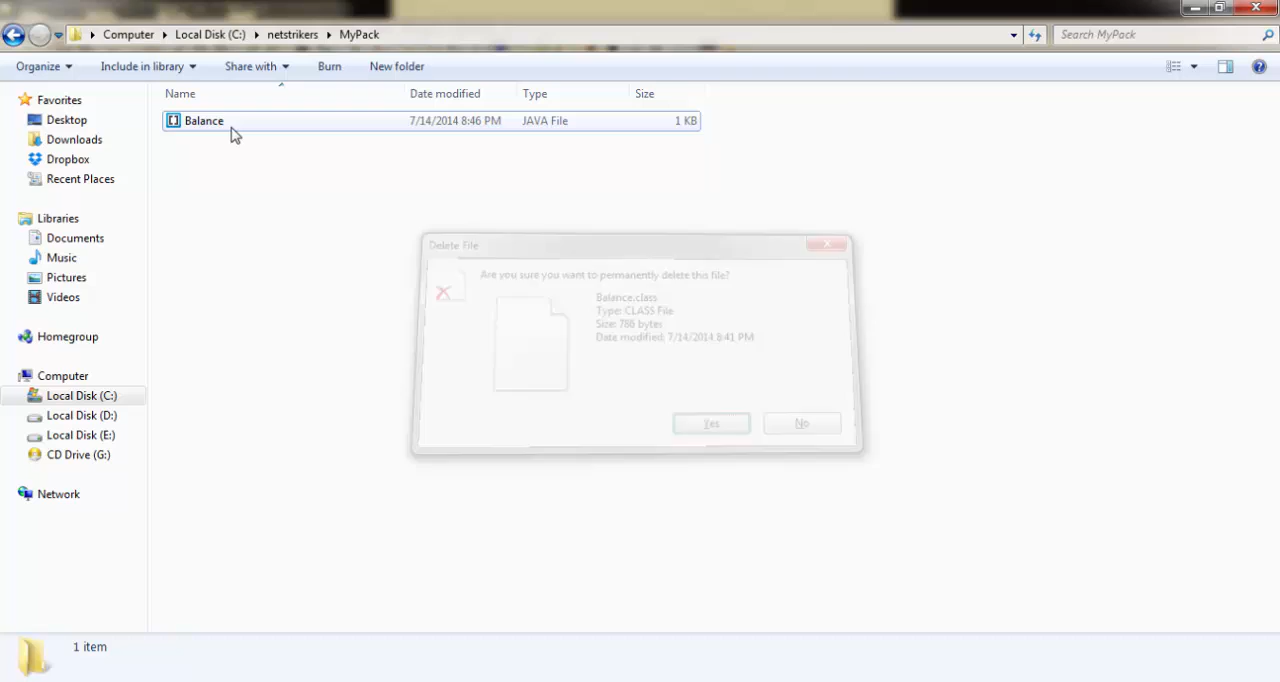 Computer Local Disk (C:) netstrikers MyPack Search MyPack
Organize Include in library Share with Burn New folder
Name Date modified Type Size
Balance 7/14/2014 8:46 PM JAVA File 1 KB
Favorites
Desktop
Downloads
Dropbox
Recent Places
Libraries
Documents
Music
Pictures
Videos
Homegroup
Computer
Local Disk (C:)
Local Disk (D:)
Local Disk (E:)
CD Drive (G:)
Network
Delete File
Are you sure you want to permanently delete this file?
Balance.class
Type: CLASS File
Size: 786 bytes
Date modified: 7/14/2014 8:41 PM
Yes No
1 item